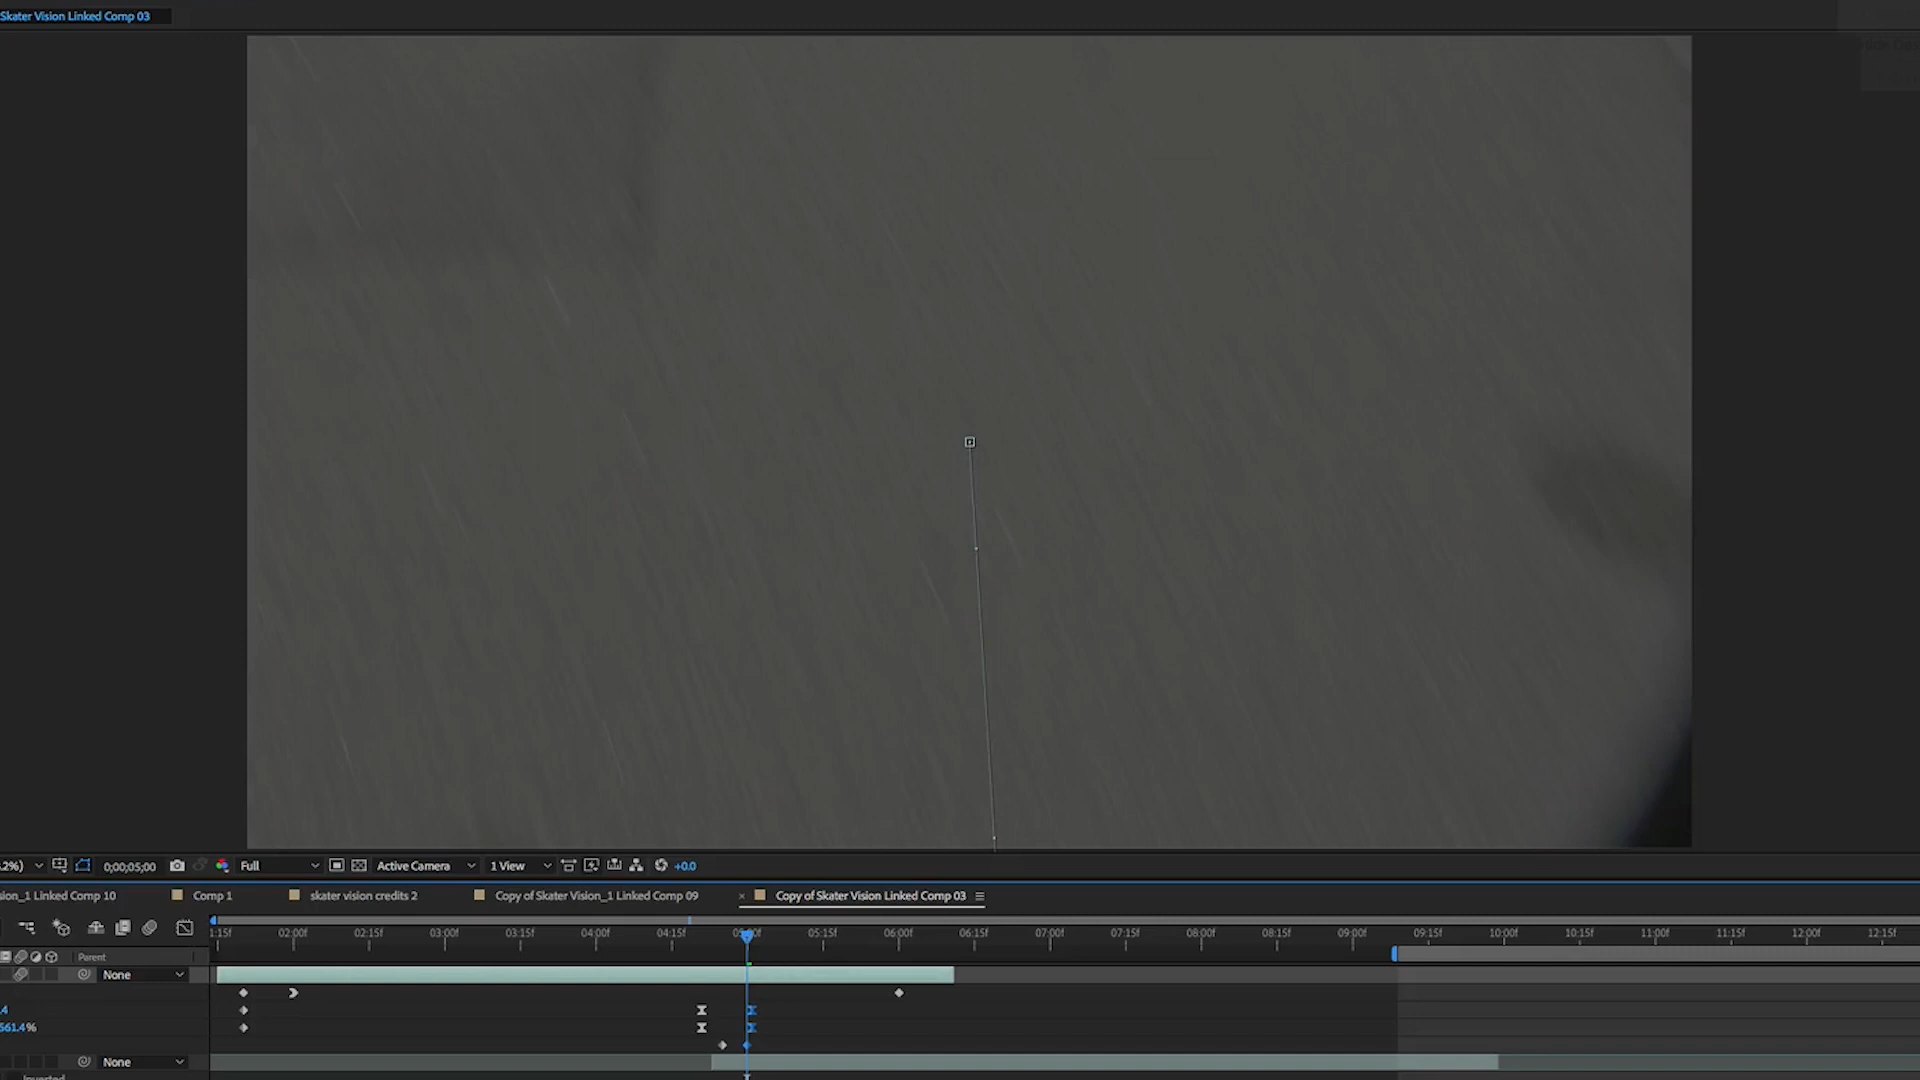 Skater Vision Linked Comp 03
0;00;05;00
Full
Active Camera
1 View
+0.0
Linked Comp 10
Comp 1
skater vision credits 2
Copy of Skater Vision_1 Linked Comp 09
Copy of Skater Vision Linked Comp 03
1:15f 02:00f 02:15f 03:00f 03:15f 04:00f 04:15f 05:00f 05:15f 06:00f 06:15f 07:00f 07:15f 08:00f 08:15f 09:00f 09:15f 10:00f 10:15f 11:00f 11:15f 12:00f 12:15f
Parent
None
.4
561.4%
None